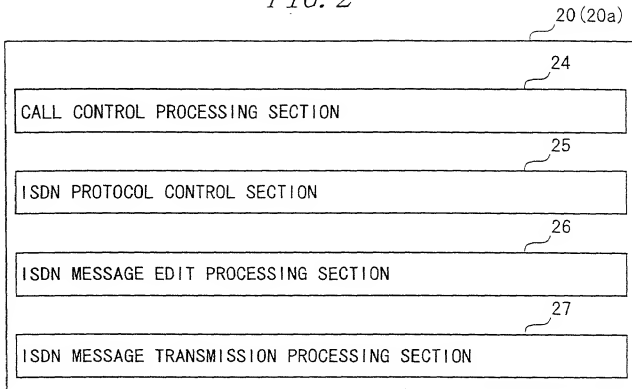 FIG. 2
20(20a)
24
CALL CONTROL PROCESSING SECTION
25
ISDN PROTOCOL CONTROL SECTION
26
ISDN MESSAGE EDIT PROCESSING SECTION
27
ISDN MESSAGE TRANSMISSION PROCESSING SECTION